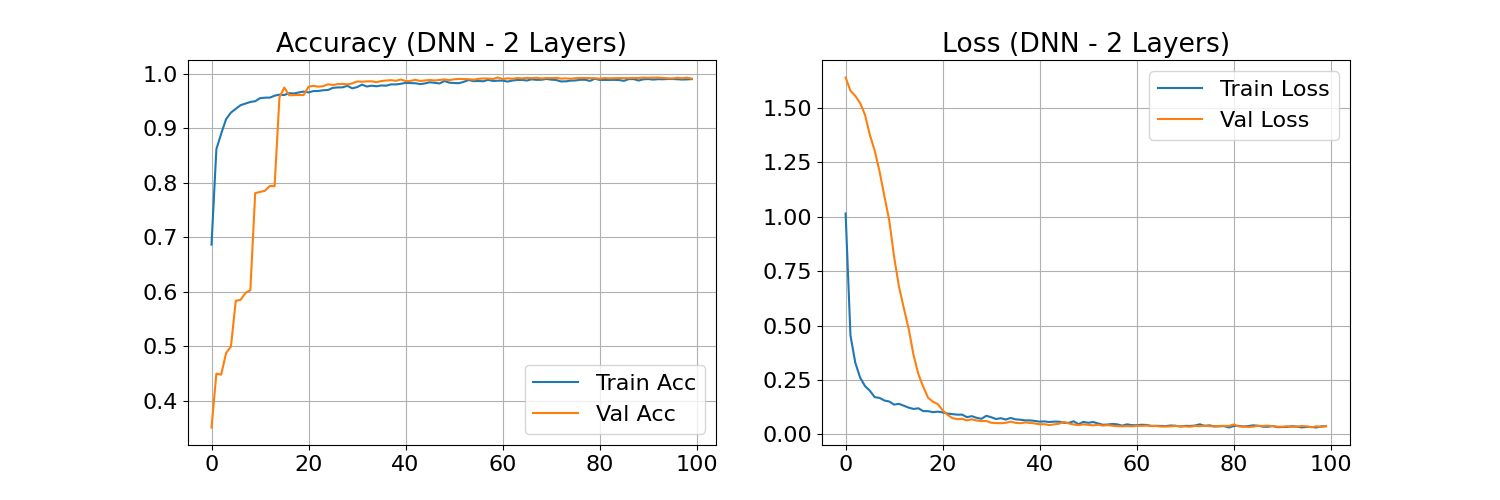 Accuracy (DNN - 2 Layers)
1.0
0.9
0.8
0.7
0.6
0.5
0.4
Train Acc
Val Acc
0 20 40 60 80 100
Loss (DNN - 2 Layers)
1.50
1.25
1.00
0.75
0.50
0.25
0.00
Train Loss
Val Loss
0 20 40 60 80 100